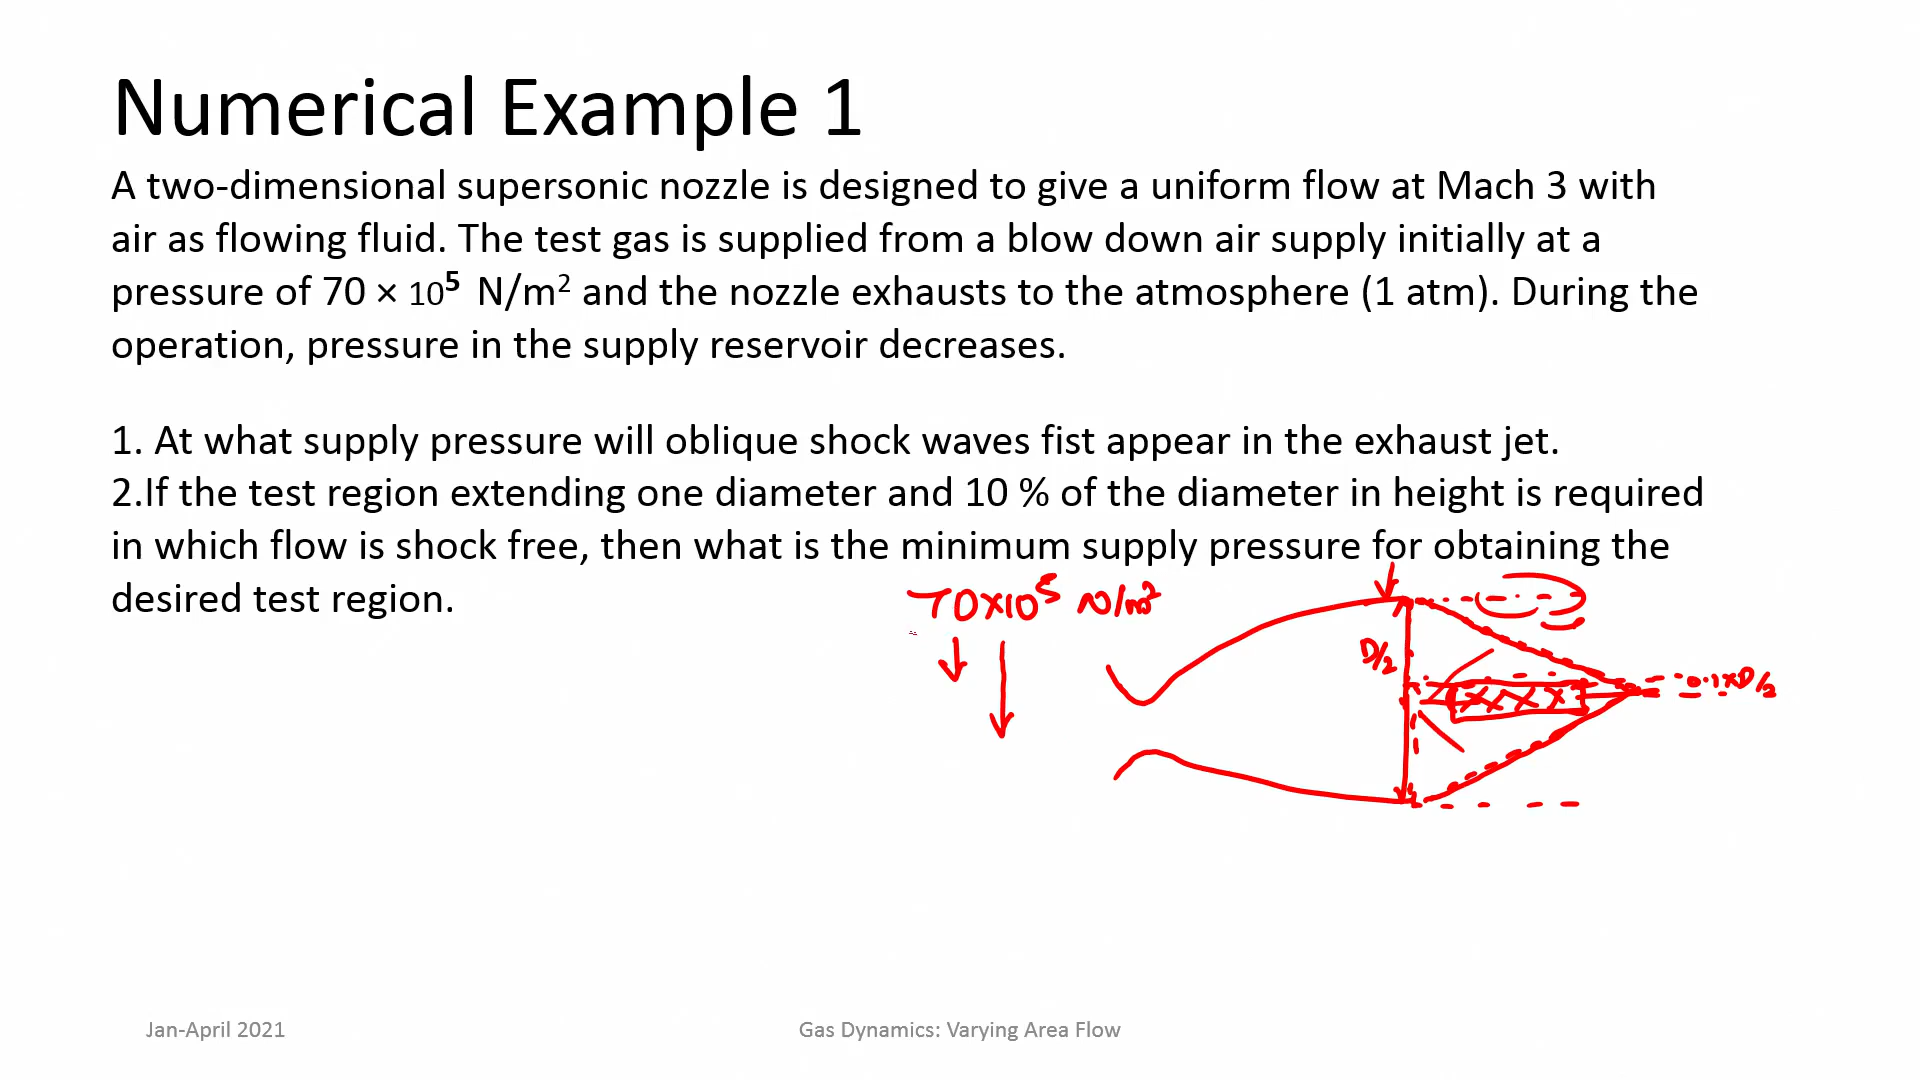 Numerical Example 1
A two-dimensional supersonic nozzle is designed to give a uniform flow at Mach 3 with
air as flowing fluid. The test gas is supplied from a blow down air supply initially at a
pressure of 70 × 10⁵ N/m² and the nozzle exhausts to the atmosphere (1 atm). During the
operation, pressure in the supply reservoir decreases.
1. At what supply pressure will oblique shock waves fist appear in the exhaust jet.
2.If the test region extending one diameter and 10 % of the diameter in height is required
in which flow is shock free, then what is the minimum supply pressure for obtaining the
desired test region.
70×10⁵ N/m²
D/2
0.1×D/2
Jan-April 2021
Gas Dynamics: Varying Area Flow